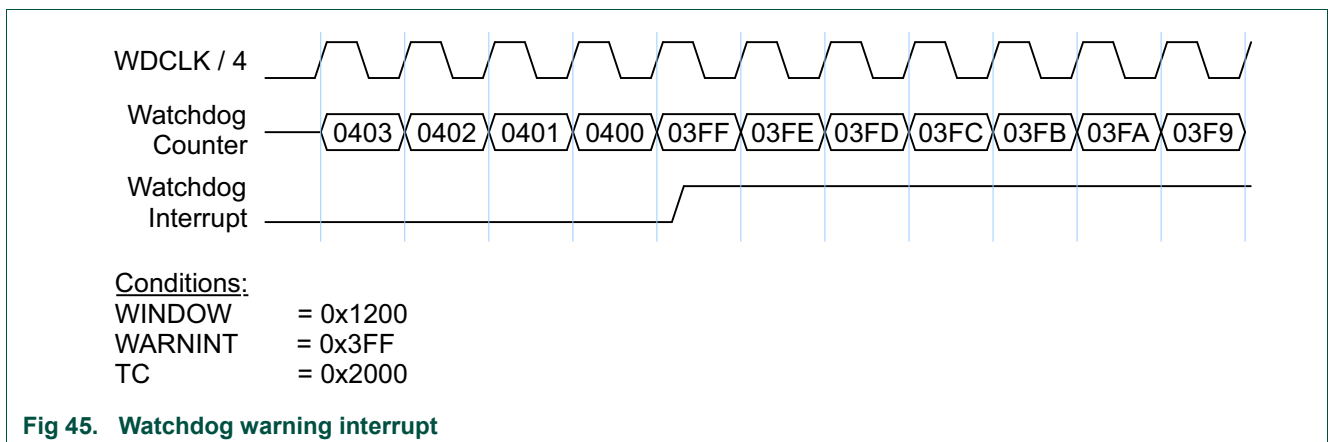 WDCLK / 4
Watchdog
Counter
0403 0402 0401 0400 03FF 03FE 03FD 03FC 03FB 03FA 03F9
Watchdog
Interrupt
Conditions:
WINDOW = 0x1200
WARNINT = 0x3FF
TC = 0x2000
Fig 45. Watchdog warning interrupt